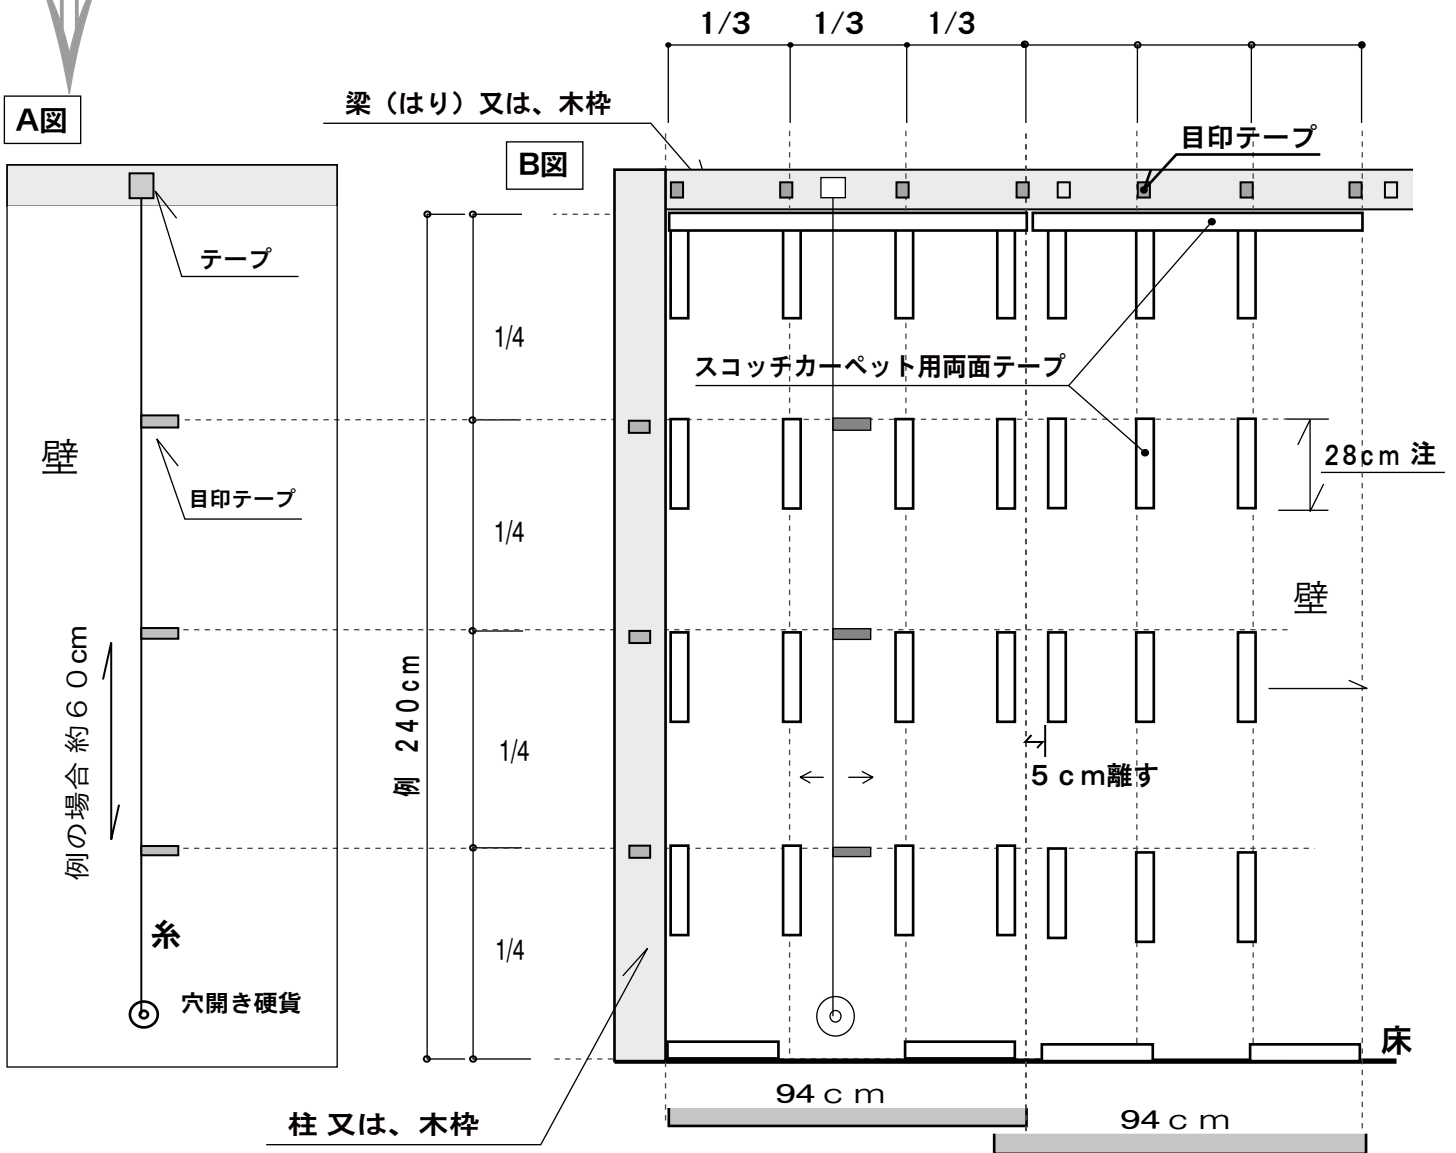 1/3 1/3 1/3
梁（はり）又は、木枠
A図
B図
目印テープ
テープ
1/4
スコッチカーペット用両面テープ
壁
28cm 注
目印テープ
1/4
壁
例の場合 約６０cm
例 240cm
1/4
５ｃｍ離す
糸
1/4
穴開き硬貨
床
94ｃｍ
柱 又は、木枠
94ｃｍ